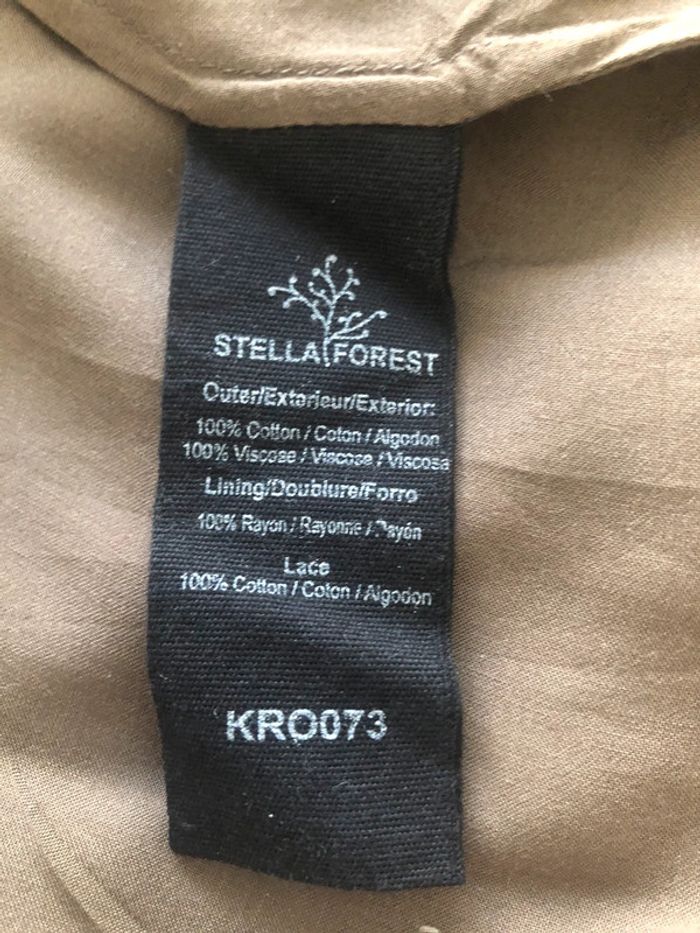 STELLA FOREST
Outer/Exterieur/Exterior:
100% Cotton / Coton / Algodon
100% Viscose / Viscose / Viscosa
Lining/Doublure/Forro
100% Rayon / Rayonne / Rayón
Lace
100% Cotton / Coton / Algodon
KRO073